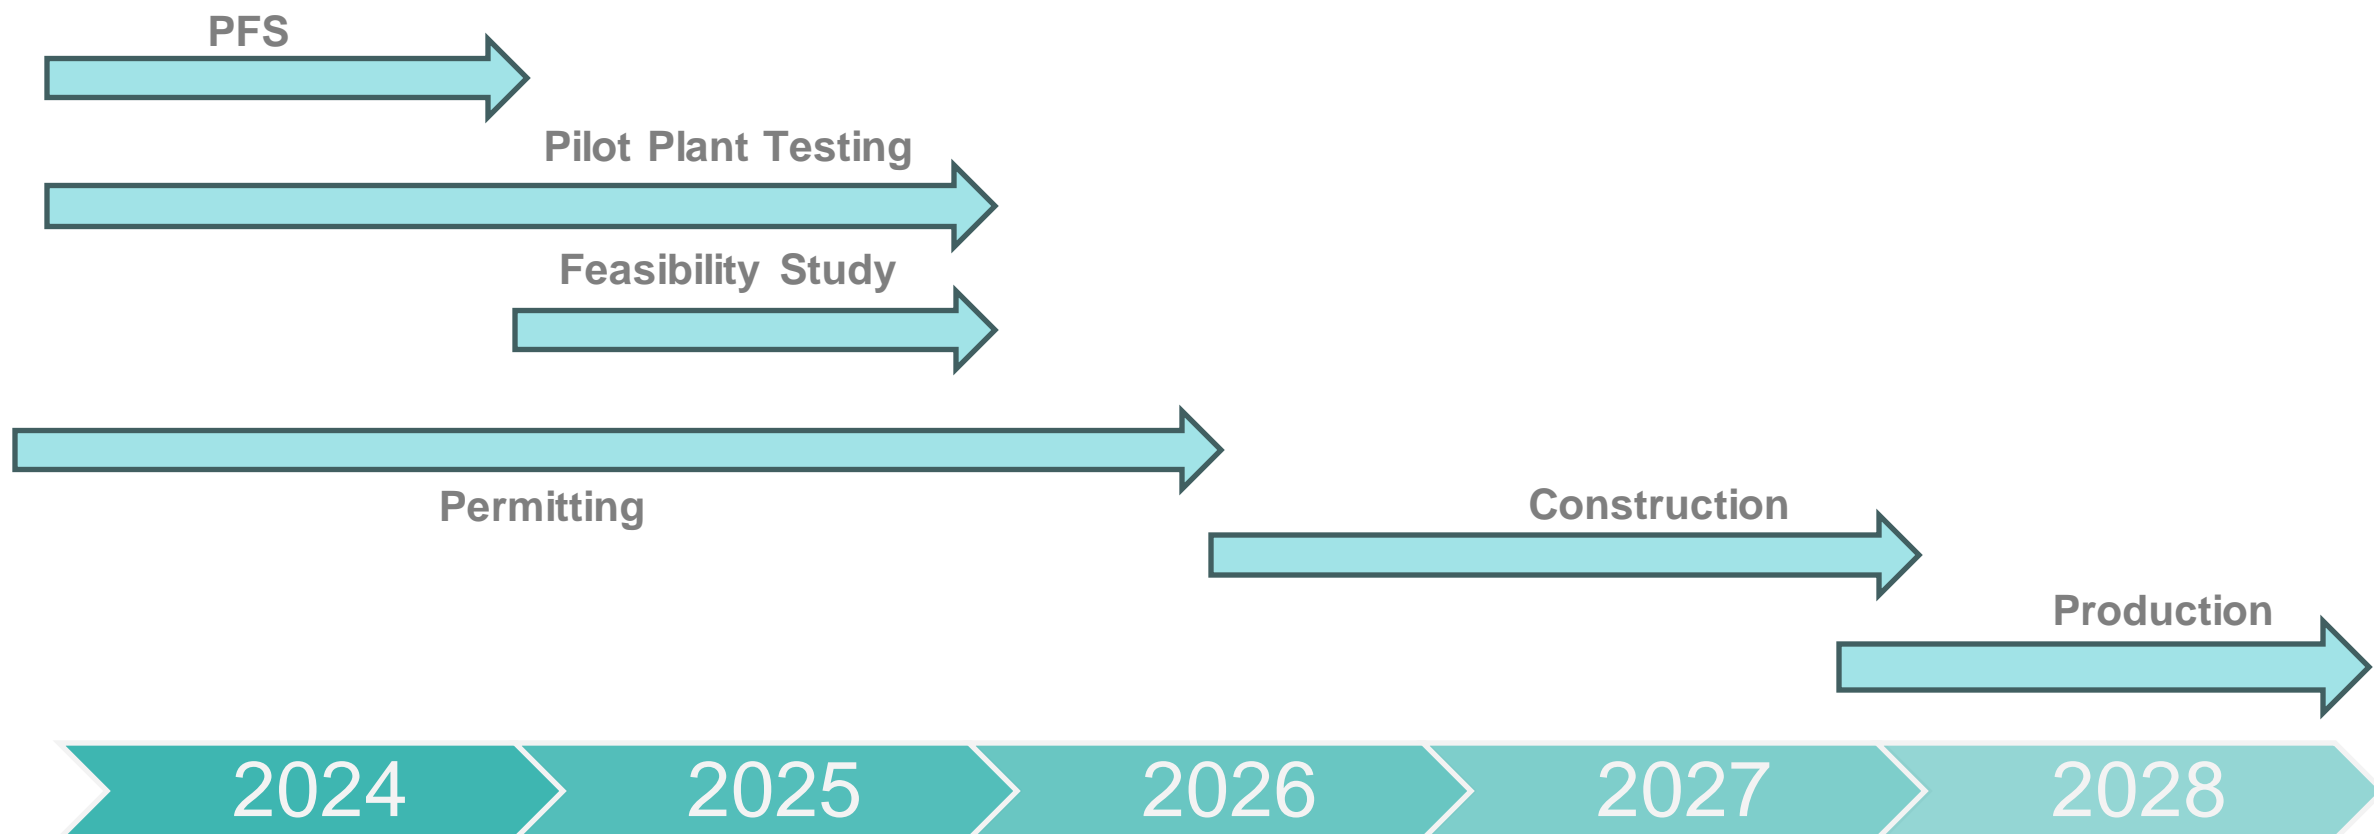 PFS
Pilot Plant Testing
Feasibility Study
Permitting
Construction
Production
2024 2025 2026 2027 2028